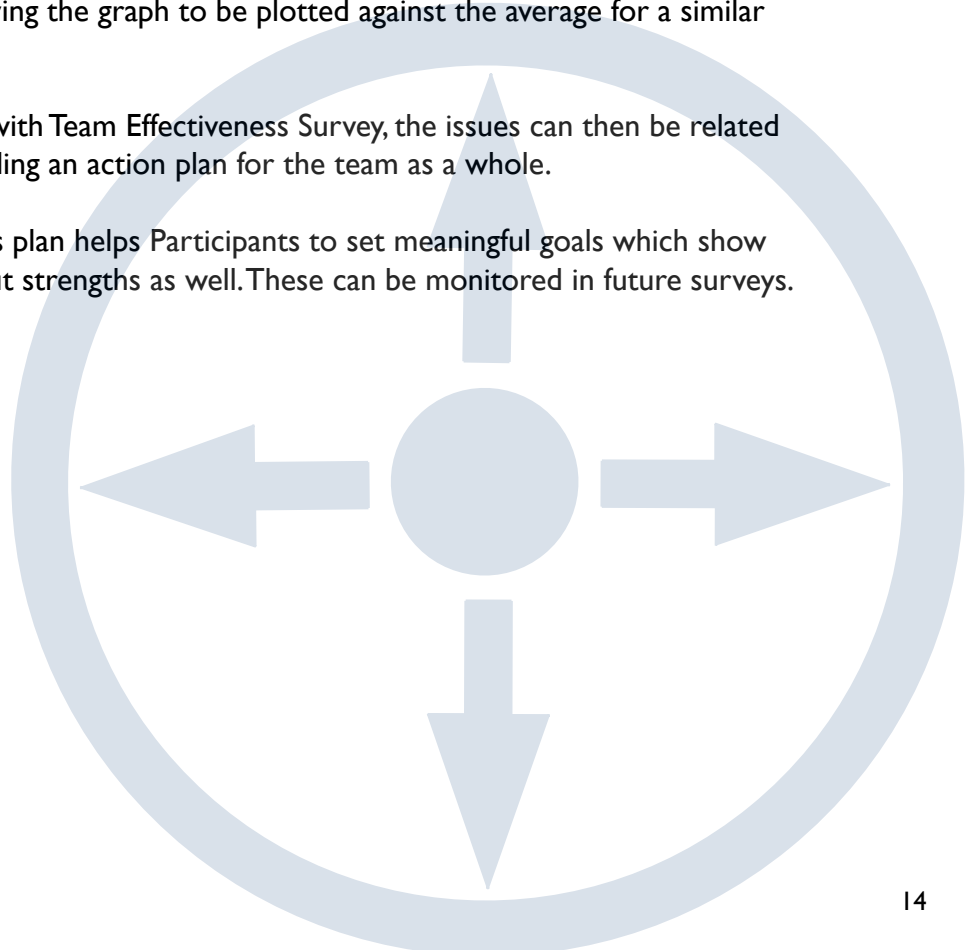 ing the graph to be plotted against the average for a similar
with Team Effectiveness Survey, the issues can then be related
ling an action plan for the team as a whole.
s plan helps Participants to set meaningful goals which show
t strengths as well. These can be monitored in future surveys.
14